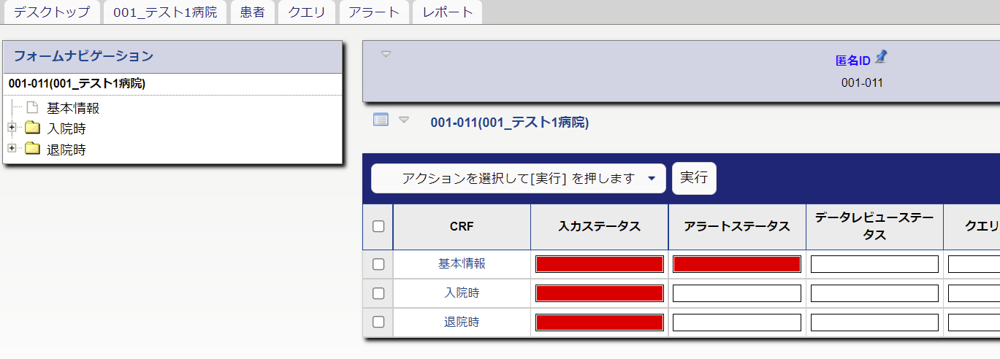 デスクトップ 001_テスト1病院 患者 クエリ アラート レポート
フォームナビゲーション
001-011(001_テスト1病院)
基本情報
入院時
退院時
匿名ID
001-011
001-011(001_テスト1病院)
アクションを選択して[実行] を押します 実行
CRF 入力ステータス アラートステータス データレビューステー
タス クエリ
基本情報
入院時
退院時